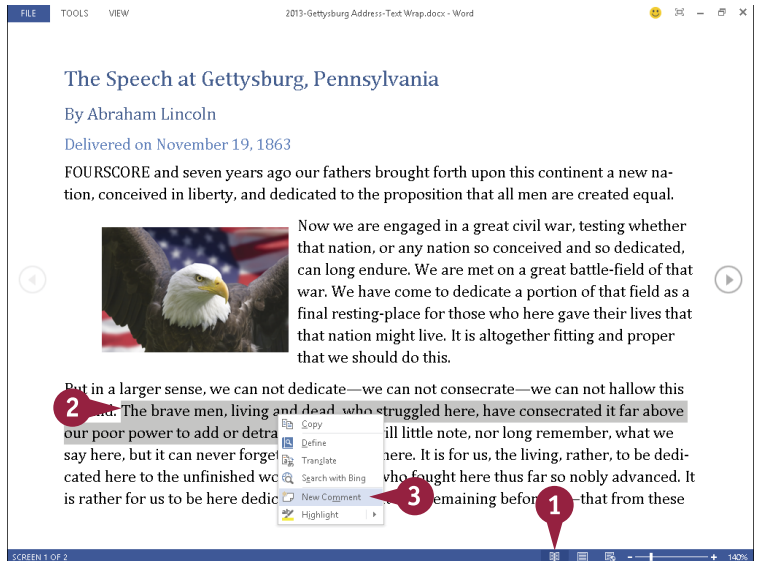 FILE TOOLS VIEW 2013-Gettysburg Address-Text Wrap.docx - Word
The Speech at Gettysburg, Pennsylvania
By Abraham Lincoln
Delivered on November 19, 1863
FOURSCORE and seven years ago our fathers brought forth upon this continent a new na-
tion, conceived in liberty, and dedicated to the proposition that all men are created equal.
Now we are engaged in a great civil war, testing whether
that nation, or any nation so conceived and so dedicated,
can long endure. We are met on a great battle-field of that
war. We have come to dedicate a portion of that field as a
final resting-place for those who here gave their lives that
that nation might live. It is altogether fitting and proper
that we should do this.
But in a larger sense, we can not dedicate—we can not consecrate—we can not hallow this
2 The brave men, living and dead, who struggled here, have consecrated it far above
our poor power to add or detra ill little note, nor long remember, what we
say here, but it can never forget here. It is for us, the living, rather, to be dedi-
cated here to the unfinished wo who fought here thus far so nobly advanced. It
is rather for us to be here dedic emaining befor —that from these
Copy
Define
Translate
Search with Bing
New Comment 3
Highlight
1
SCREEN 1 OF 2 - + 140%